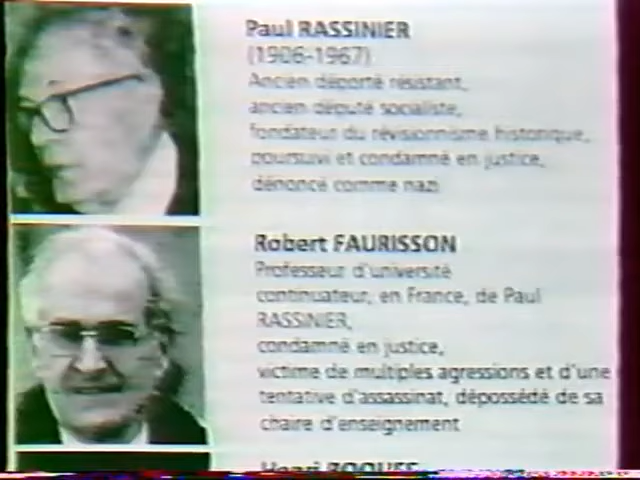 Paul RASSINIER
(1906-1967)
Ancien déporté résistant,
ancien député socialiste,
fondateur du révisionnisme historique,
poursuivi et condamné en justice,
dénoncé comme nazi
Robert FAURISSON
Professeur d'université
continuateur, en France, de Paul
RASSINIER,
condamné en justice,
victime de multiples agressions et d'une
tentative d'assassinat, dépossédé de sa
chaire d'enseignement
Henri ROQUES